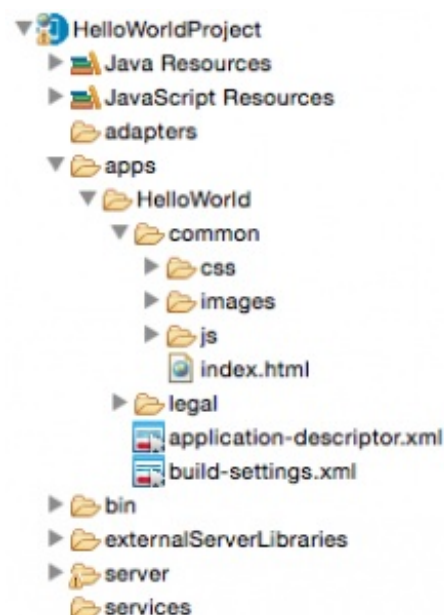 HelloWorldProject
Java Resources
JavaScript Resources
adapters
apps
HelloWorld
common
css
images
js
index.html
legal
application-descriptor.xml
build-settings.xml
bin
externalServerLibraries
server
services